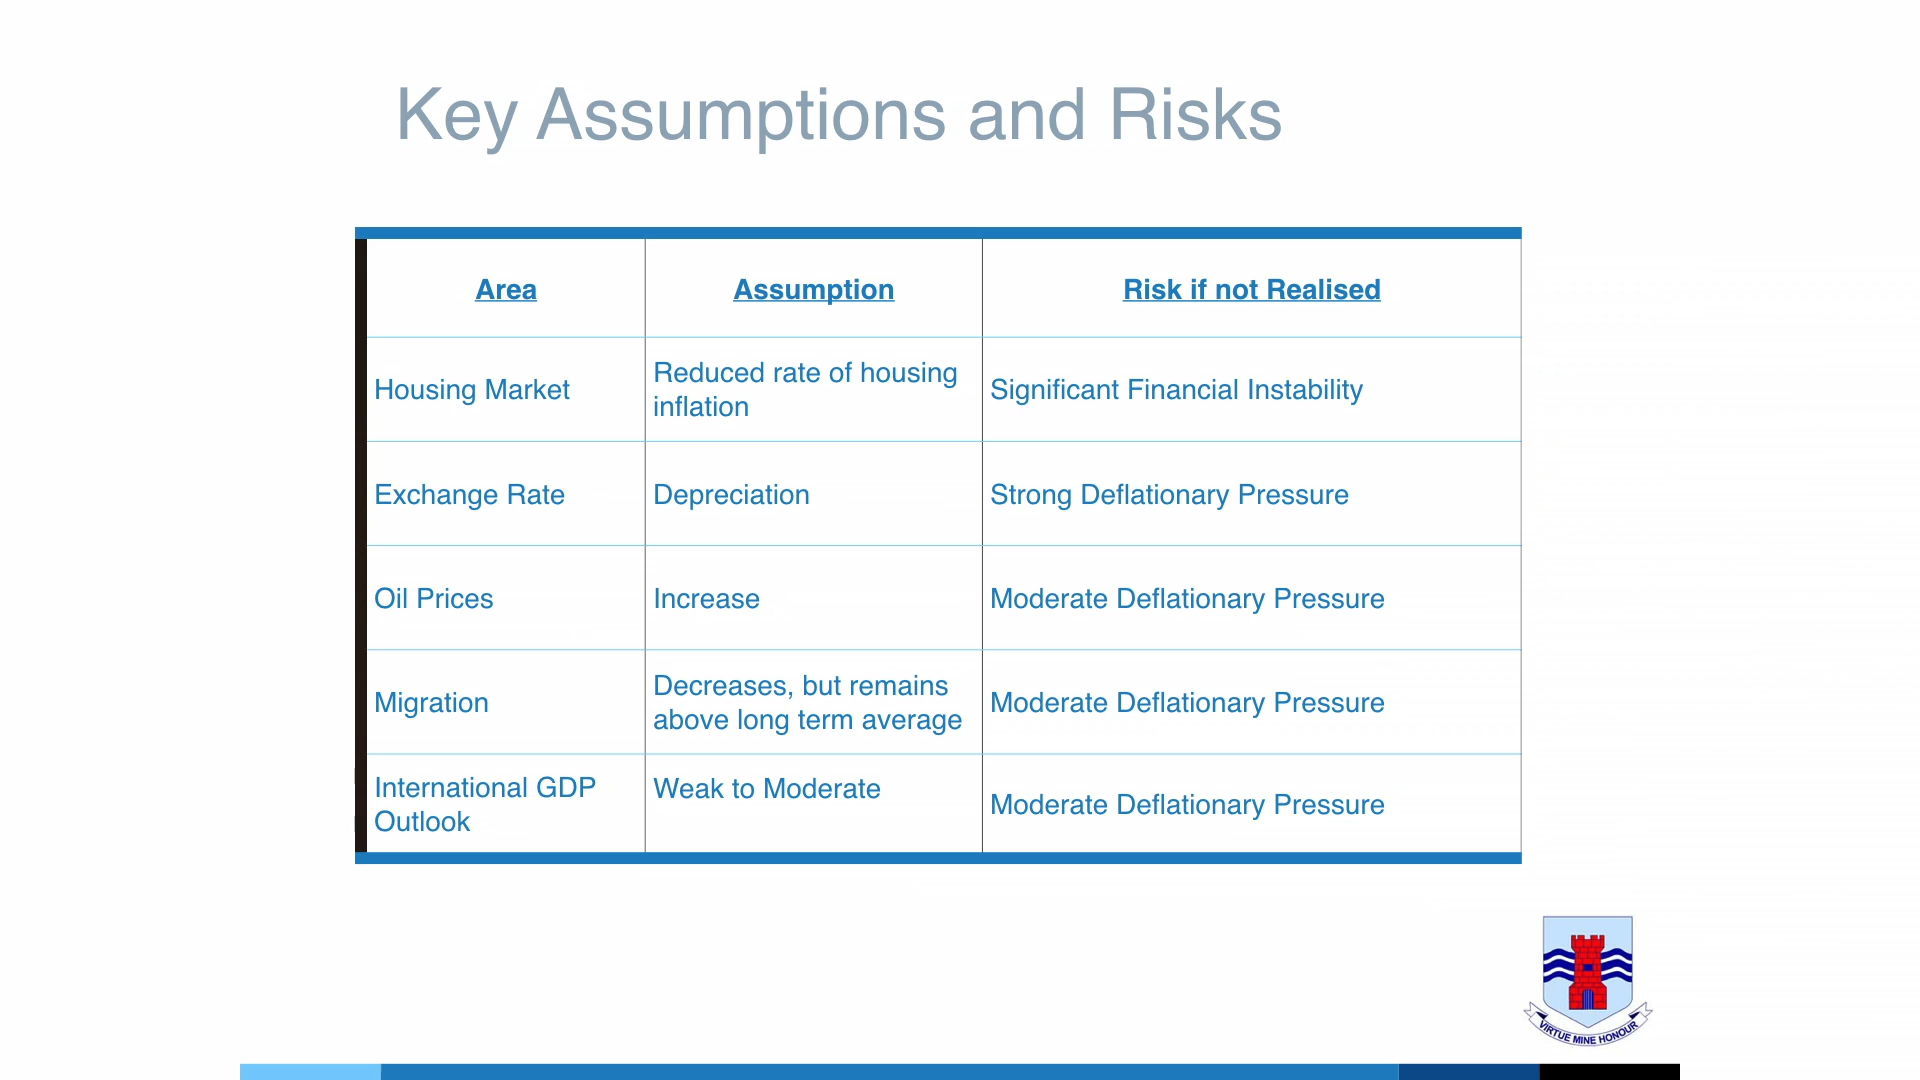 Key Assumptions and Risks
Area
Assumption
Risk if not Realised
Housing Market
Reduced rate of housing
inflation
Significant Financial Instability
Exchange Rate
Depreciation
Strong Deflationary Pressure
Oil Prices
Increase
Moderate Deflationary Pressure
Migration
Decreases, but remains
above long term average
Moderate Deflationary Pressure
International GDP
Outlook
Weak to Moderate
Moderate Deflationary Pressure
VIRTUE MINE HONOUR